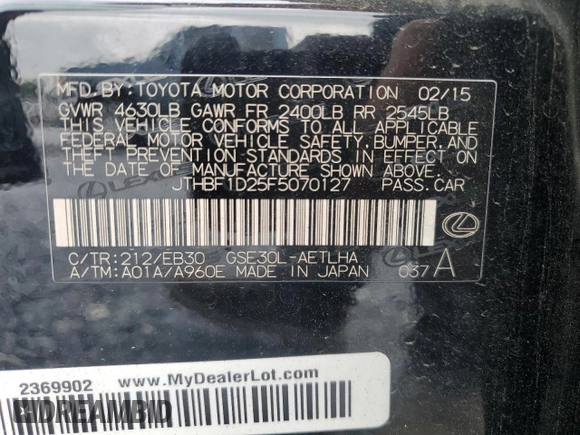 MFD. BY: TOYOTA MOTOR CORPORATION 02/15
GVWR 4630LB GAWR FR 2400LB RR 2545LB
THIS VEHICLE CONFORMS TO ALL APPLICABLE
FEDERAL MOTOR VEHICLE SAFETY, BUMPER, AND
THEFT PREVENTION STANDARDS IN EFFECT ON
THE DATE OF MANUFACTURE SHOWN ABOVE.
JTHBF1D25F5070127 PASS.CAR
C/TR:212/EB30 GSE30L-AETLHA
A/TM:A01A/A960E MADE IN JAPAN 037 A
2369902 www.MyDealerLot.com
IDREAMBID